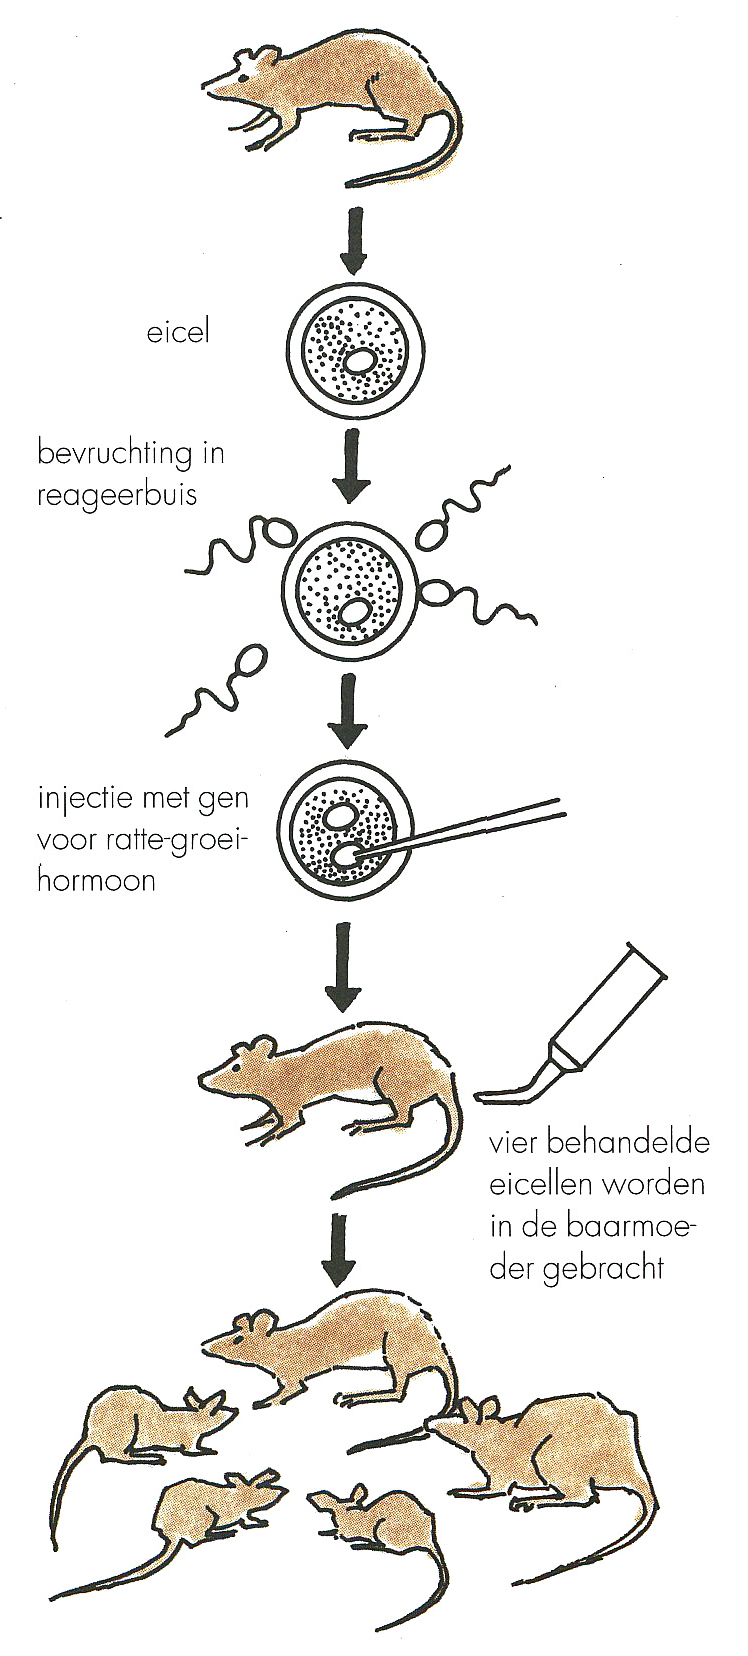 eicel
bevruchting in
reageerbuis
injectie met gen
voor ratte-groei-
hormoon
vier behandelde
eicellen worden
in de baarmoe-
der gebracht